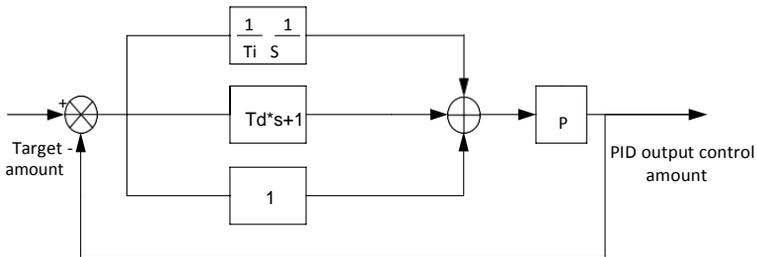 1 1
Ti S
+
Td*s+1
P
Target -
amount
PID output control
amount
1